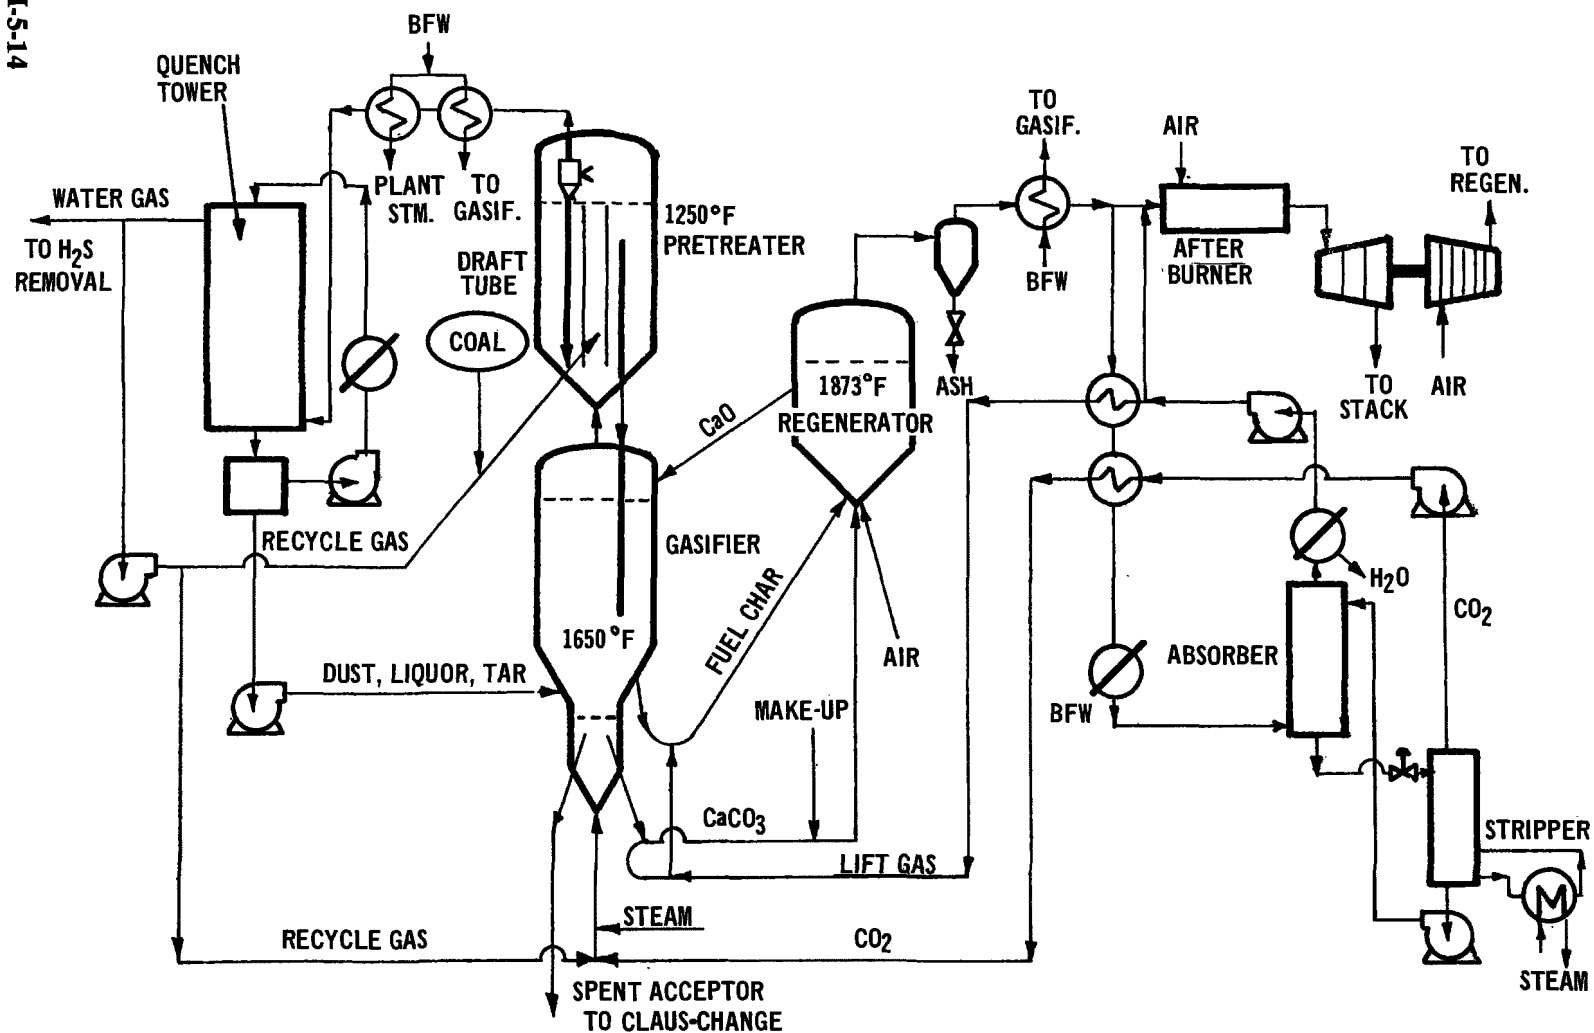 I-5-14
BFW
QUENCH
TOWER
PLANT
STM.
TO
GASIF.
WATER GAS
TO H2S
REMOVAL
DRAFT
TUBE
COAL
1250°F
PRETREATER
TO
GASIF.
BFW
AIR
AFTER
BURNER
TO
REGEN.
TO
STACK
AIR
ASH
1873°F
REGENERATOR
CaO
RECYCLE GAS
GASIFIER
1650°F
FUEL CHAR
AIR
DUST, LIQUOR, TAR
MAKE-UP
CaCO3
LIFT GAS
STEAM
RECYCLE GAS
CO2
SPENT ACCEPTOR
TO CLAUS-CHANGE
H2O
CO2
ABSORBER
BFW
STRIPPER
STEAM